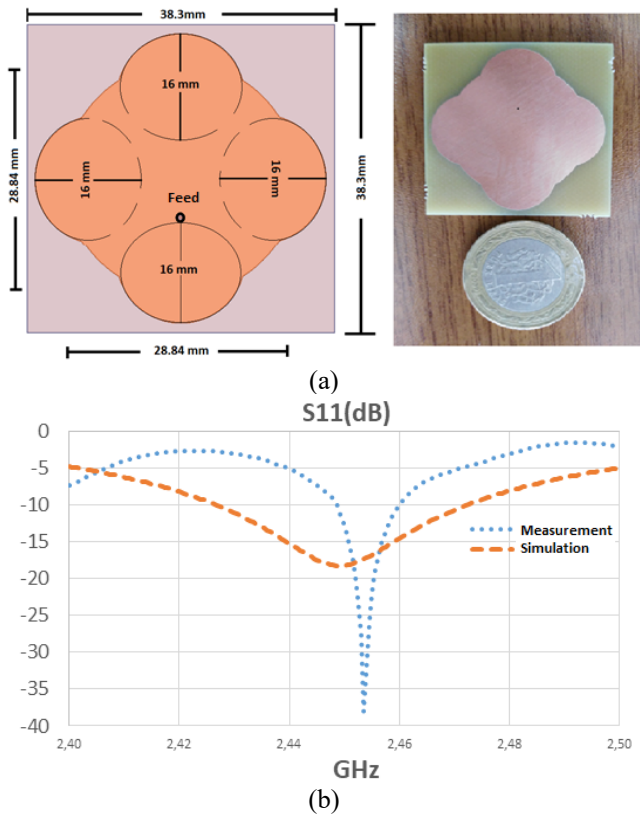 38.3mm
16 mm
28.84 mm
16 mm
16 mm
38.3mm
Feed
16 mm
28.84 mm
(a)
S11(dB)
0
-5
-10
-15
-20
-25
-30
-35
-40
Measurement
Simulation
2,40
2,42
2,44
2,46
2,48
2,50
GHz
(b)